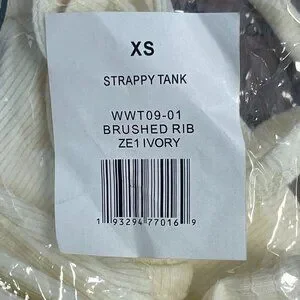 XS
STRAPPY TANK
WWT09-01
BRUSHED RIB
ZE1 IVORY
1 93294 77016 9